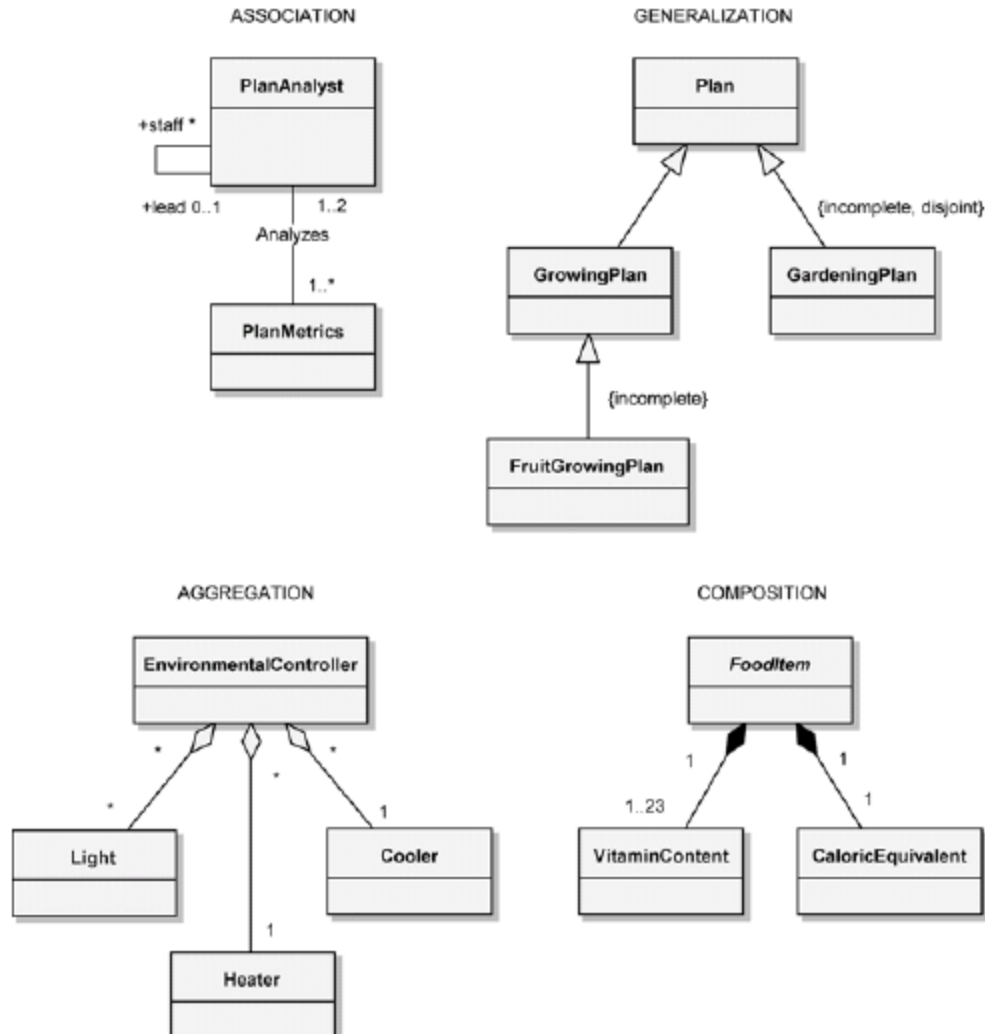 ASSOCIATION
PlanAnalyst
+staff *
+lead 0..1
1..2
Analyzes
1..*
PlanMetrics
GENERALIZATION
Plan
{incomplete, disjoint}
GrowingPlan
GardeningPlan
{incomplete}
FruitGrowingPlan
AGGREGATION
EnvironmentalController
*
*
*
*
1
Light
Cooler
1
Heater
COMPOSITION
FoodItem
1
1
1..23
1
VitaminContent
CaloricEquivalent